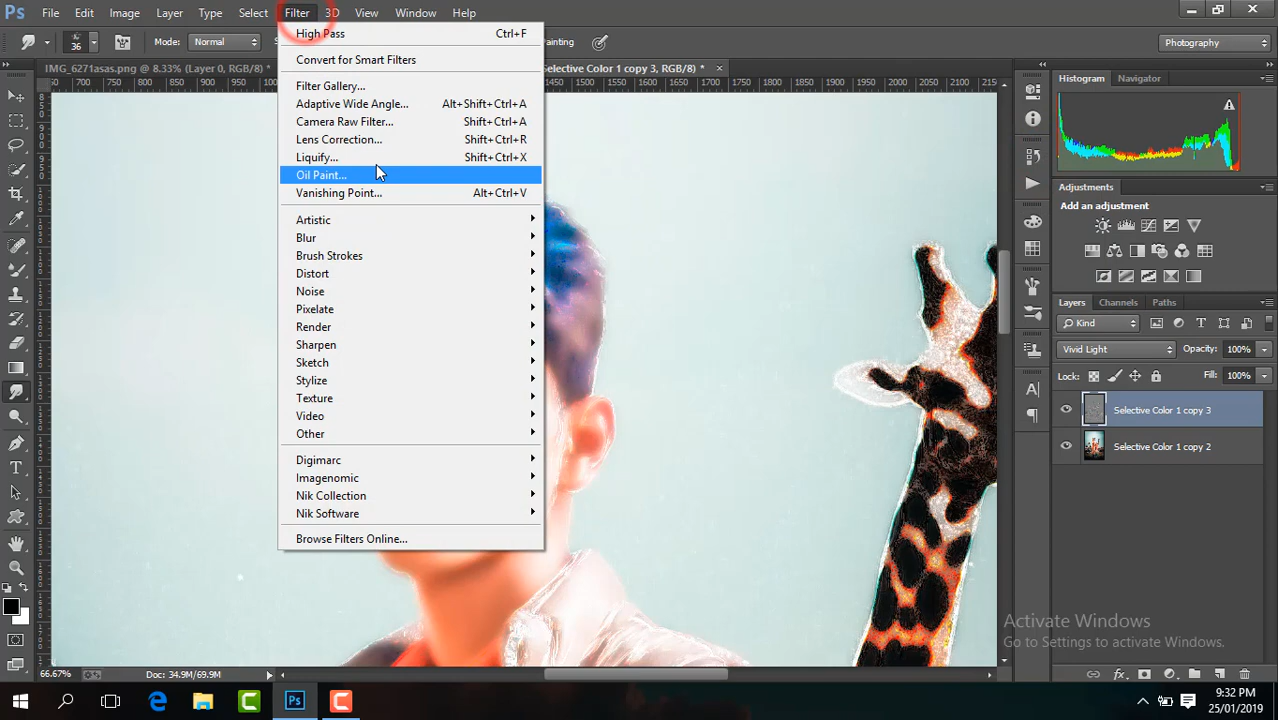 Ps File Edit Image Layer Type Select Filter 3D View Window Help
36 Mode: Normal Painting Photography
IMG_6271asas.png @ 8.33% (Layer 0, RGB/8) * × Selective Color 1 copy 3, RGB/8) * ×
High Pass Ctrl+F
Convert for Smart Filters
Filter Gallery...
Adaptive Wide Angle... Alt+Shift+Ctrl+A
Camera Raw Filter... Shift+Ctrl+A
Lens Correction... Shift+Ctrl+R
Liquify... Shift+Ctrl+X
Oil Paint...
Vanishing Point... Alt+Ctrl+V
Artistic
Blur
Brush Strokes
Distort
Noise
Pixelate
Render
Sharpen
Sketch
Stylize
Texture
Video
Other
Digimarc
Imagenomic
Nik Collection
Nik Software
Browse Filters Online...
Histogram Navigator
Adjustments
Add an adjustment
Layers Channels Paths
Kind
Vivid Light Opacity: 100%
Lock: Fill: 100%
Selective Color 1 copy 3
Selective Color 1 copy 2
Activate Windows
Go to Settings to activate Windows.
66.67% Doc: 34.9M/69.9M
9:32 PM
25/01/2019